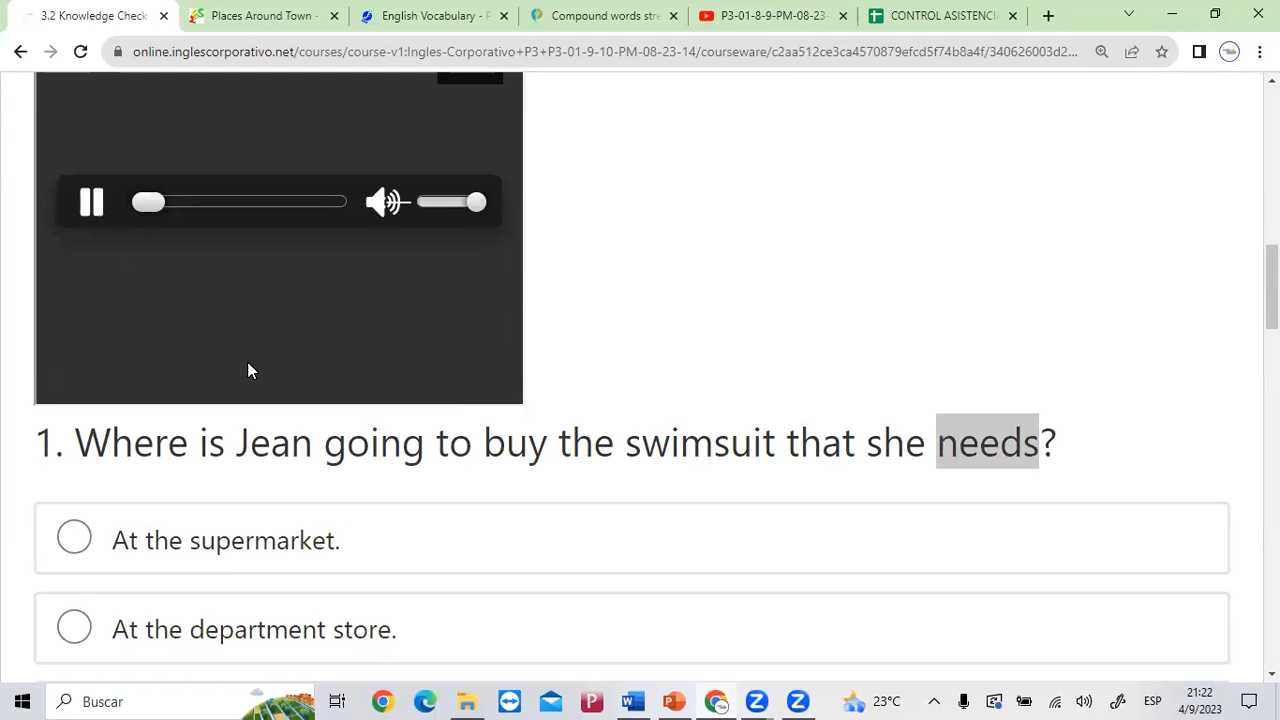 3.2 Knowledge Check
Places Around Town -
English Vocabulary -
Compound words stre
P3-01-8-9-PM-08-23-
CONTROL ASISTENCIA
online.inglescorporativo.net/courses/course-v1:Ingles-Corporativo+P3+P3-01-9-10-PM-08-23-14/courseware/c2aa512ce3ca4570879efcd5f74b8a4f/340626003d2...
1. Where is Jean going to buy the swimsuit that she needs?
At the supermarket.
At the department store.
Buscar
23°C
ESP
21:22
4/9/2023